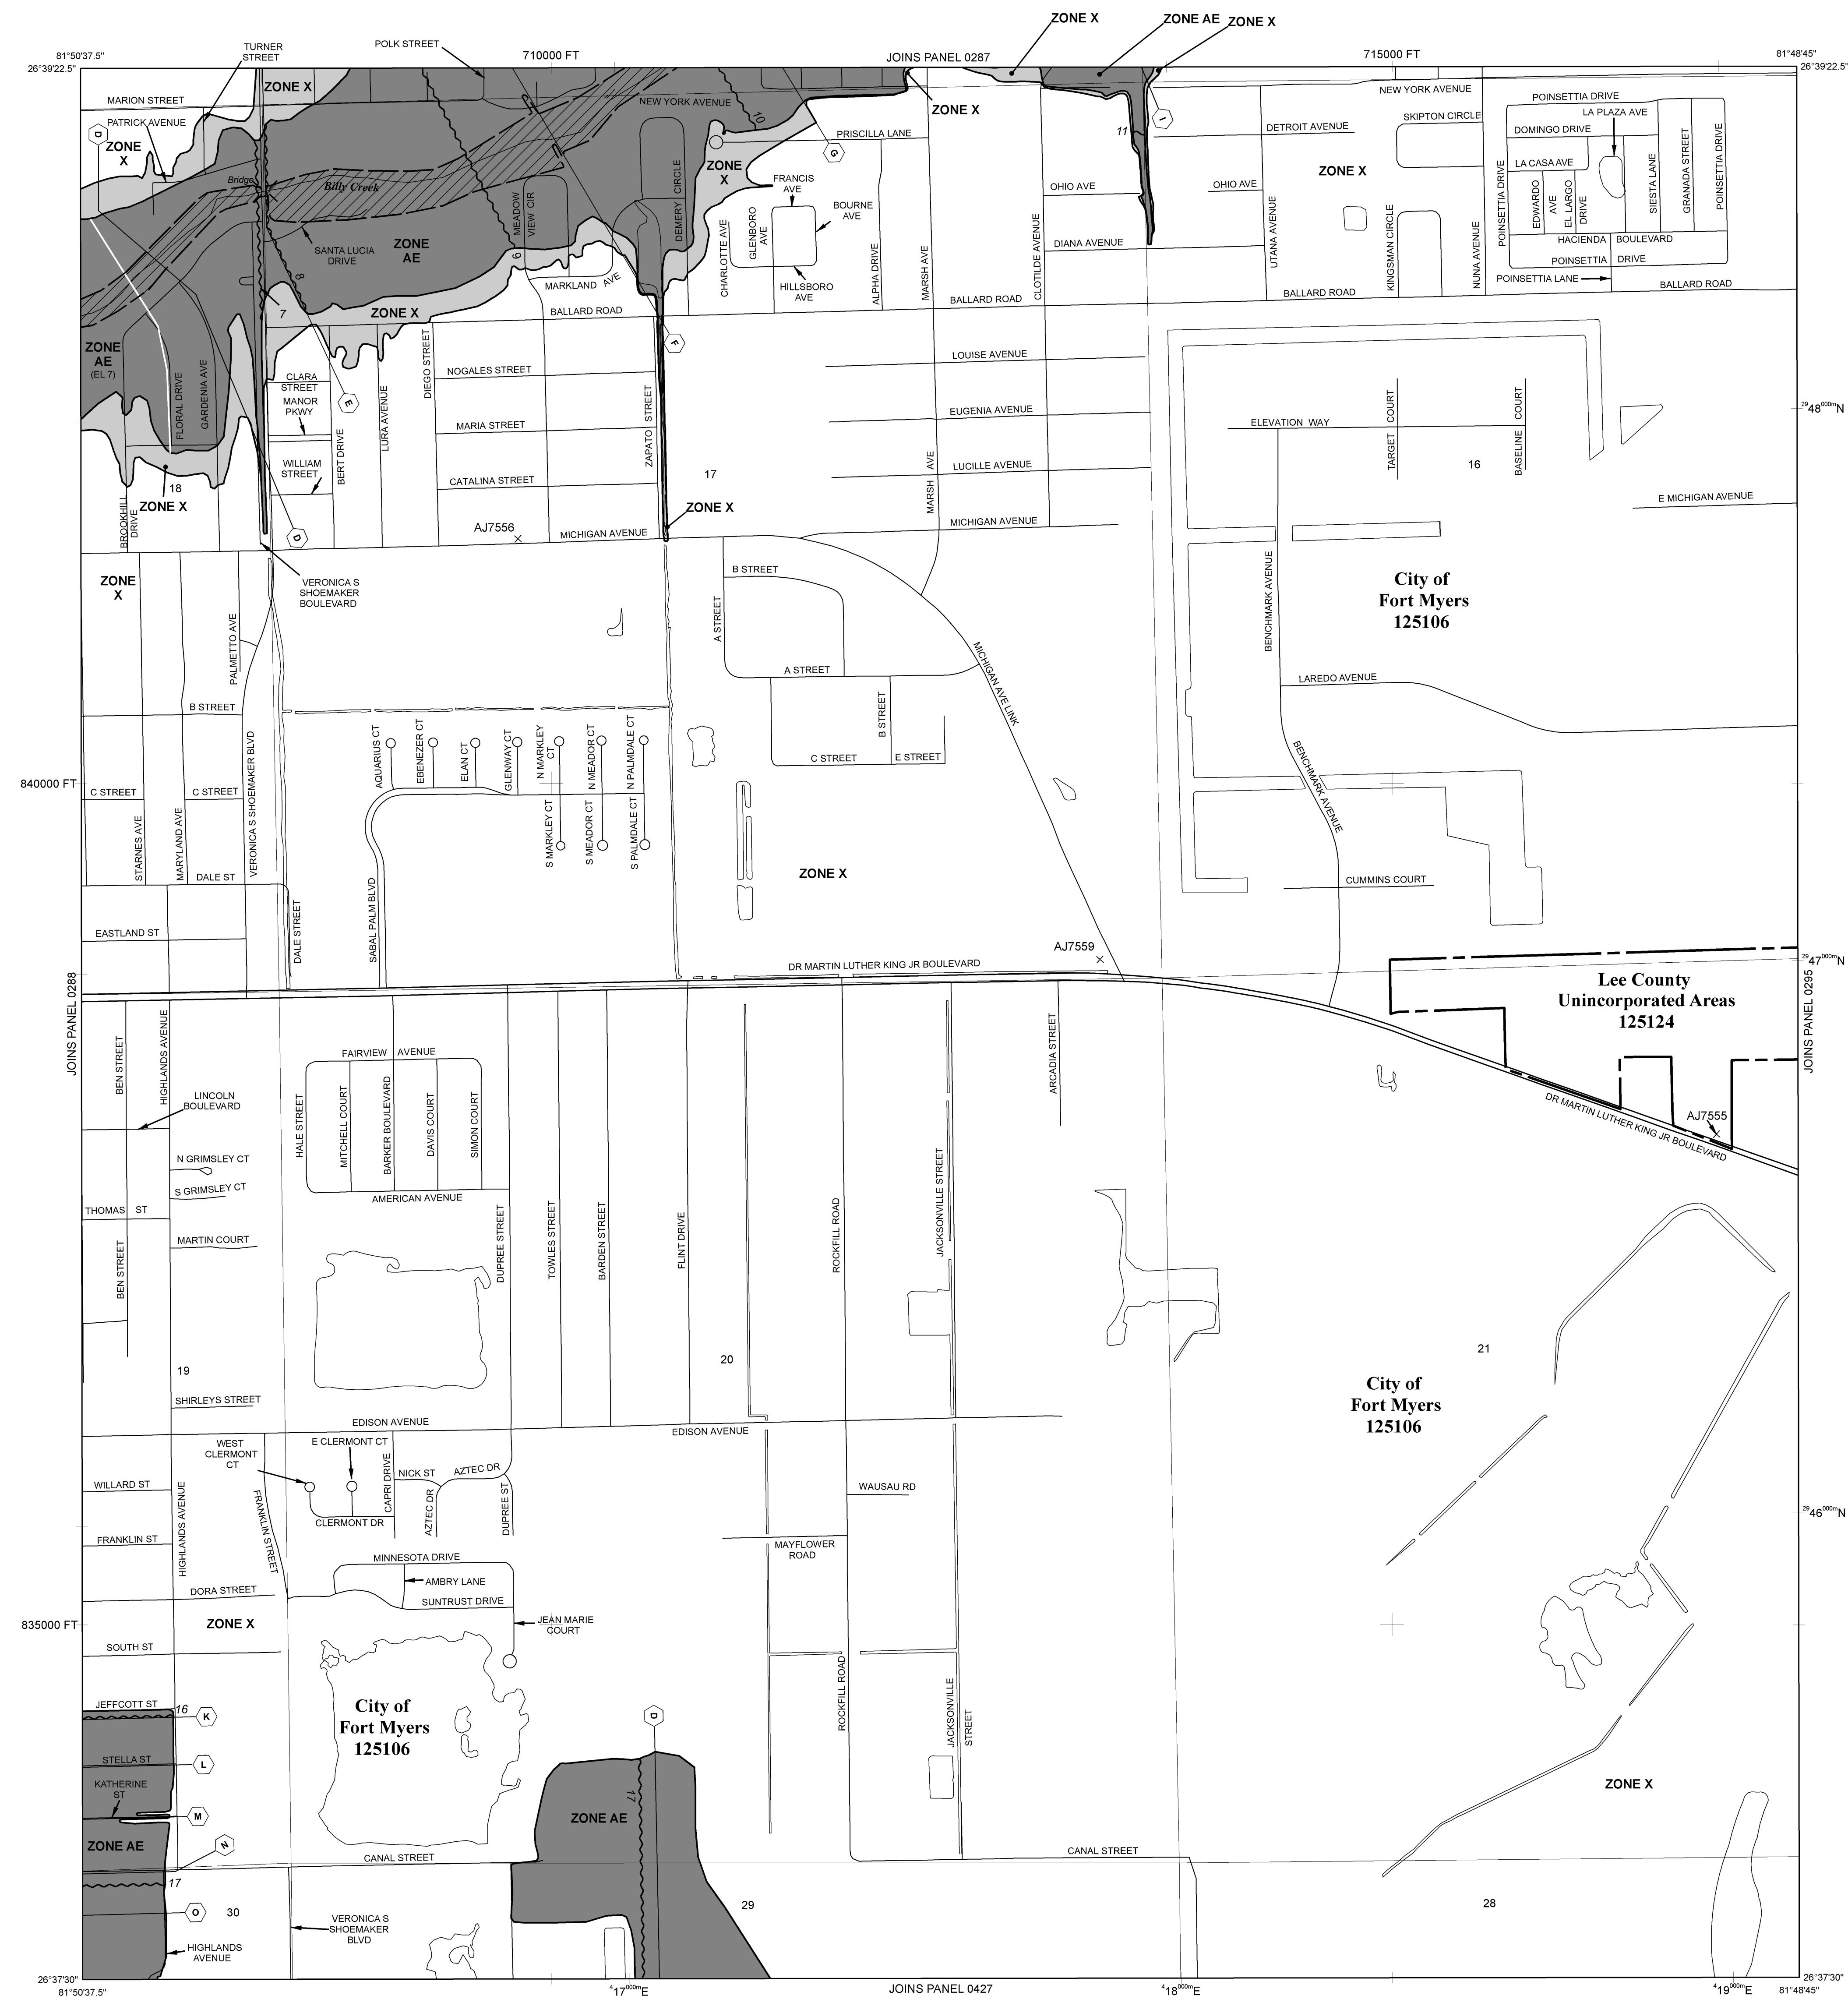 ZONE X
ZONE AE
ZONE X
TURNER
STREET
POLK STREET
81°50'37.5"
710000 FT
JOINS PANEL 0287
715000 FT
81°48'45"
26°39'22.5"
26°39'22.5"
ZONE X
MARION STREET
NEW YORK AVENUE
10
ZONE X
NEW YORK AVENUE
POINSETTIA DRIVE
LA PLAZA AVE
SKIPTON CIRCLE
PATRICK AVENUE
D
ZONE
X
PRISCILLA LANE
G
11
I
DETROIT AVENUE
DOMINGO DRIVE
ZONE
X
LA CASA AVE
ZONE X
Bridge
Billy Creek
FRANCIS
AVE
BOURNE
AVE
OHIO AVE
OHIO AVE
POINSETTIA DRIVE
EDWARDO
AVE
EL LARGO
DRIVE
SIESTA LANE
GRANADA STREET
POINSETTIA DRIVE
MEADOW
VIEW CIR
DEMERY CIRCLE
CHARLOTTE AVE
GLENBORO
AVE
ALPHA DRIVE
MARSH AVE
CLOTILDE AVENUE
DIANA AVENUE
UTANA AVENUE
KINGSMAN CIRCLE
NUNA AVENUE
HACIENDA BOULEVARD
POINSETTIA DRIVE
POINSETTIA LANE
SANTA LUCIA
DRIVE
ZONE
AE
8
9
MARKLAND AVE
HILLSBORO
AVE
BALLARD ROAD
BALLARD ROAD
BALLARD ROAD
7
ZONE X
BALLARD ROAD
ZONE
AE
(EL 7)
F
LOUISE AVENUE
FLORAL DRIVE
GARDENIA AVE
CLARA
STREET
MANOR
PKWY
E
LURA AVENUE
DIEGO STREET
NOGALES STREET
ZAPATO STREET
EUGENIA AVENUE
2948000mN
MARIA STREET
ELEVATION WAY
TARGET COURT
BASELINE COURT
WILLIAM
STREET
BERT DRIVE
17
LUCILLE AVENUE
MARSH AVE
16
18
ZONE X
BROOKHILL
DRIVE
CATALINA STREET
ZONE X
E MICHIGAN AVENUE
D
AJ7556
MICHIGAN AVENUE
MICHIGAN AVENUE
ZONE
X
VERONICA S
SHOEMAKER
BOULEVARD
B STREET
A STREET
BENCHMARK AVENUE
City of
Fort Myers
125106
PALMETTO AVE
A STREET
MICHIGAN AVE LINK
LAREDO AVENUE
B STREET
B STREET
VERONICA S SHOEMAKER BLVD
AQUARIUS CT
EBENEZER CT
ELAN CT
GLENWAY CT
N MARKLEY
CT
N MEADOR CT
N PALMDALE CT
C STREET
E STREET
BENCHMARK AVENUE
840000 FT
C STREET
C STREET
STARNES AVE
MARYLAND AVE
S MARKLEY CT
S MEADOR CT
S PALMDALE CT
DALE ST
SABAL PALM BLVD
ZONE X
CUMMINS COURT
EASTLAND ST
DALE STREET
AJ7559
DR MARTIN LUTHER KING JR BOULEVARD
2947000mN
JOINS PANEL 0288
JOINS PANEL 0295
Lee County
Unincorporated Areas
125124
BEN STREET
HIGHLANDS AVENUE
FAIRVIEW AVENUE
ARCADIA STREET
LINCOLN
BOULEVARD
HALE STREET
MITCHELL COURT
BARKER BOULEVARD
DAVIS COURT
SIMON COURT
DR MARTIN LUTHER KING JR BOULEVARD
AJ7555
N GRIMSLEY CT
S GRIMSLEY CT
AMERICAN AVENUE
JACKSONVILLE STREET
THOMAS ST
MARTIN COURT
BEN STREET
DUPREE STREET
TOWLES STREET
BARDEN STREET
FLINT DRIVE
ROCKFILL ROAD
19
20
21
SHIRLEYS STREET
City of
Fort Myers
125106
EDISON AVENUE
EDISON AVENUE
WEST
CLERMONT
CT
E CLERMONT CT
CAPRI DRIVE
NICK ST
AZTEC DR
WILLARD ST
HIGHLANDS AVENUE
FRANKLIN STREET
CLERMONT DR
AZTEC DR
DUPREE ST
WAUSAU RD
2946000mN
FRANKLIN ST
MAYFLOWER
ROAD
MINNESOTA DRIVE
AMBRY LANE
DORA STREET
SUNTRUST DRIVE
835000 FT
ZONE X
JEAN MARIE
COURT
SOUTH ST
JEFFCOTT ST
16
K
City of
Fort Myers
125106
D
ROCKFILL ROAD
JACKSONVILLE
STREET
STELLA ST
L
KATHERINE
ST
M
17
ZONE AE
ZONE X
ZONE AE
N
CANAL STREET
CANAL STREET
17
O
30
29
28
VERONICA S
SHOEMAKER
BLVD
HIGHLANDS
AVENUE
26°37'30"
26°37'30"
81°50'37.5"
417000mE
JOINS PANEL 0427
418000mE
419000mE
81°48'45"